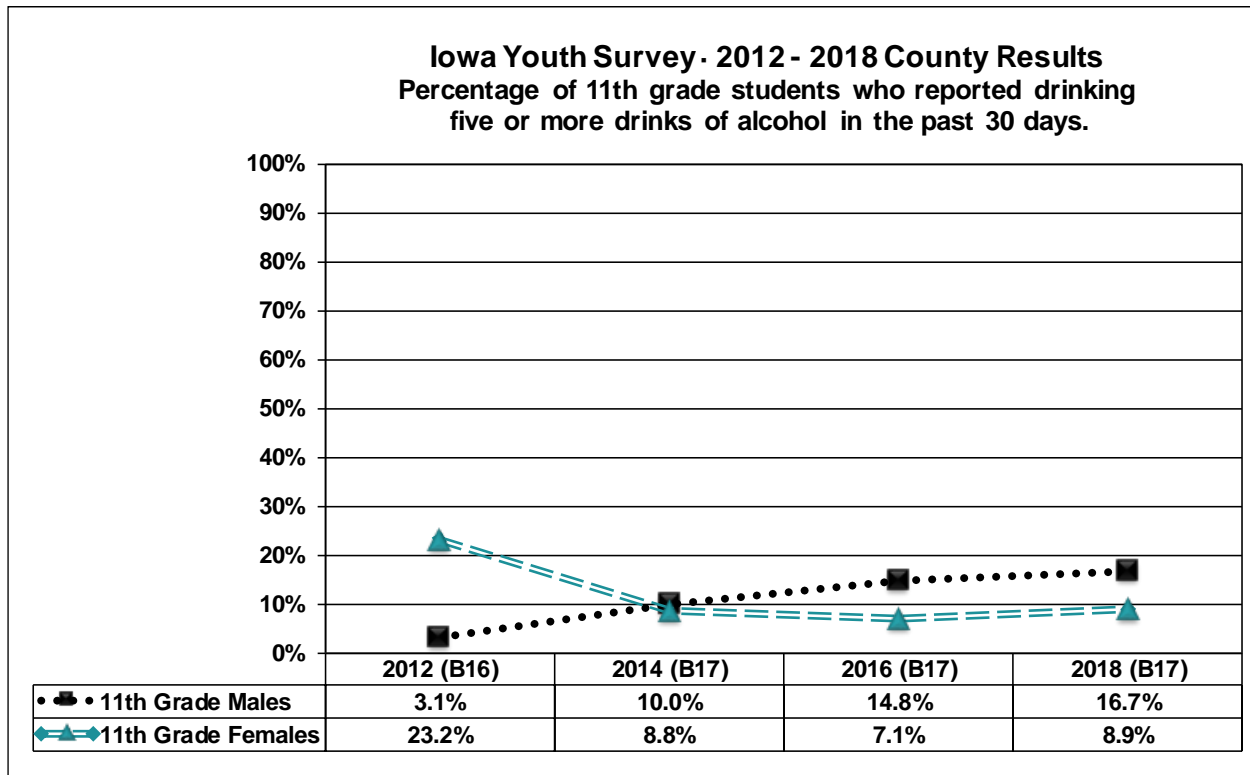 Iowa Youth Survey · 2012 - 2018 County Results
Percentage of 11th grade students who reported drinking
five or more drinks of alcohol in the past 30 days.
100%
90%
80%
70%
60%
50%
40%
30%
20%
10%
0%
2012 (B16) 2014 (B17) 2016 (B17) 2018 (B17)
11th Grade Males 3.1% 10.0% 14.8% 16.7%
11th Grade Females 23.2% 8.8% 7.1% 8.9%